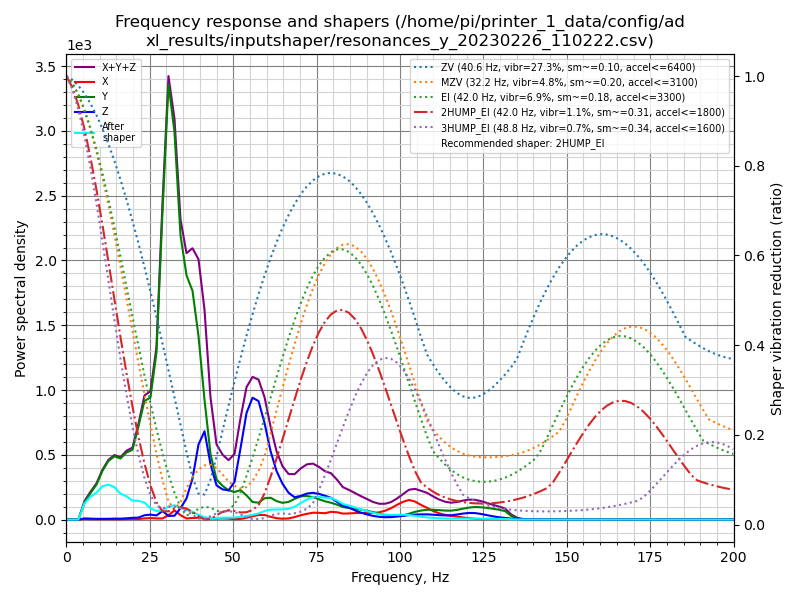 Frequency response and shapers (/home/pi/printer_1_data/config/ad
xl_results/inputshaper/resonances_y_20230226_110222.csv)
1e3
X+Y+Z
X
Y
Z
After
shaper
ZV (40.6 Hz, vibr=27.3%, sm~=0.10, accel<=6400)
MZV (32.2 Hz, vibr=4.8%, sm~=0.20, accel<=3100)
EI (42.0 Hz, vibr=6.9%, sm~=0.18, accel<=3300)
2HUMP_EI (42.0 Hz, vibr=1.1%, sm~=0.31, accel<=1800)
3HUMP_EI (48.8 Hz, vibr=0.7%, sm~=0.34, accel<=1600)
Recommended shaper: 2HUMP_EI
3.5
3.0
2.5
2.0
1.5
1.0
0.5
0.0
Power spectral density
1.0
0.8
0.6
0.4
0.2
0.0
Shaper vibration reduction (ratio)
0 25 50 75 100 125 150 175 200
Frequency, Hz